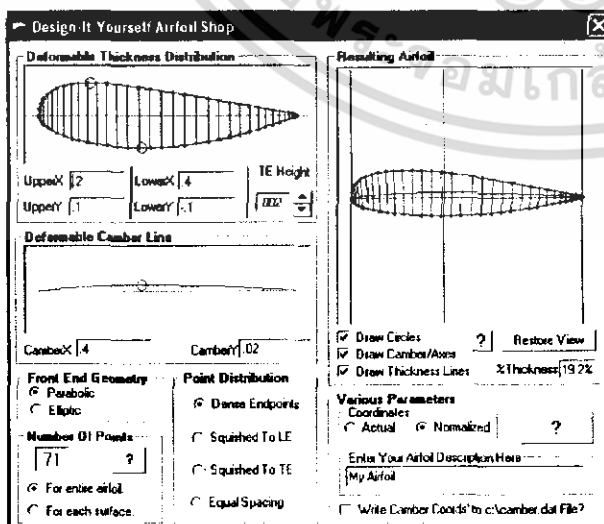 Design-It-Yourself Airfoil Shop
Deformable Thickness Distribution
UpperX .2
LowerX .4
TE Height
UpperY .1
LowerY -.1
.002
Deformable Camber Line
CamberX .4
CamberY .02
Front End Geometry
Parabolic
Elliptic
Number Of Points
71
?
For entire airfoil.
For each surface.
Point Distribution
Dense Endpoints
Squished To LE
Squished To TE
Equal Spacing
Resulting Airfoil
Draw Circles
?
Restore View
Draw Camber/Axes
Draw Thickness Lines
%Thickness 19.2%
Various Parameters
Coordinates
Actual
Normalized
?
Enter Your Airfoil Description Here
My Airfoil
Write Camber Coords' to c:\camber.dat File?